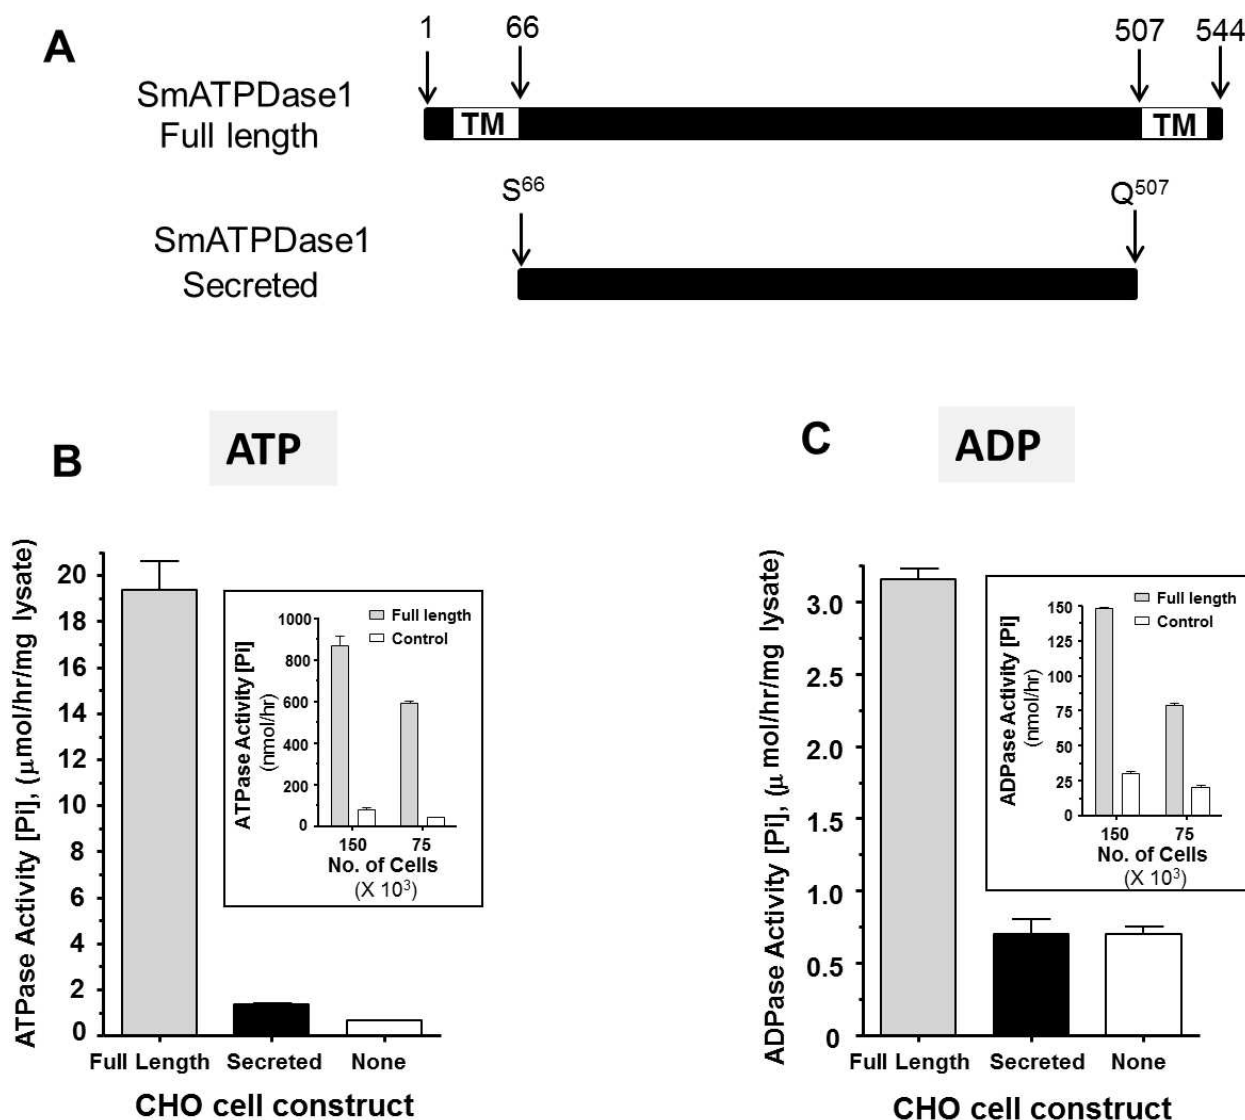 A
1 66 507 544
SmATPDase1
Full length
TM TM
S⁶⁶ Q⁵⁰⁷
SmATPDase1
Secreted
B
ATP
ATPase Activity [Pi], (μmol/hr/mg lysate)
20
18
16
14
12
10
8
6
4
2
0
Full Length Secreted None
CHO cell construct
Full length
Control
ATPase Activity [Pi]
(nmol/hr)
1000
800
600
400
200
0
150 75
No. of Cells
(X 10³)
C
ADP
ADPase Activity [Pi], (μ mol/hr/mg lysate)
3.0
2.5
2.0
1.5
1.0
0.5
0
Full Length Secreted None
CHO cell construct
Full length
Control
ADPase Activity [Pi]
(nmol/hr)
150
125
100
75
50
25
0
150 75
No. of Cells
(X 10³)